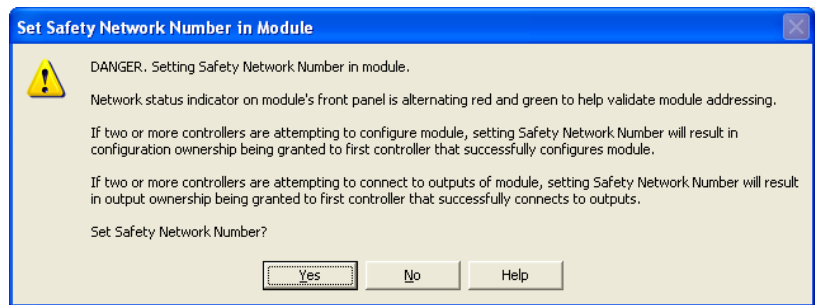 Set Safety Network Number in Module
DANGER. Setting Safety Network Number in module.
Network status indicator on module's front panel is alternating red and green to help validate module addressing.
If two or more controllers are attempting to configure module, setting Safety Network Number will result in
configuration ownership being granted to first controller that successfully configures module.
If two or more controllers are attempting to connect to outputs of module, setting Safety Network Number will result
in output ownership being granted to first controller that successfully connects to outputs.
Set Safety Network Number?
Yes No Help